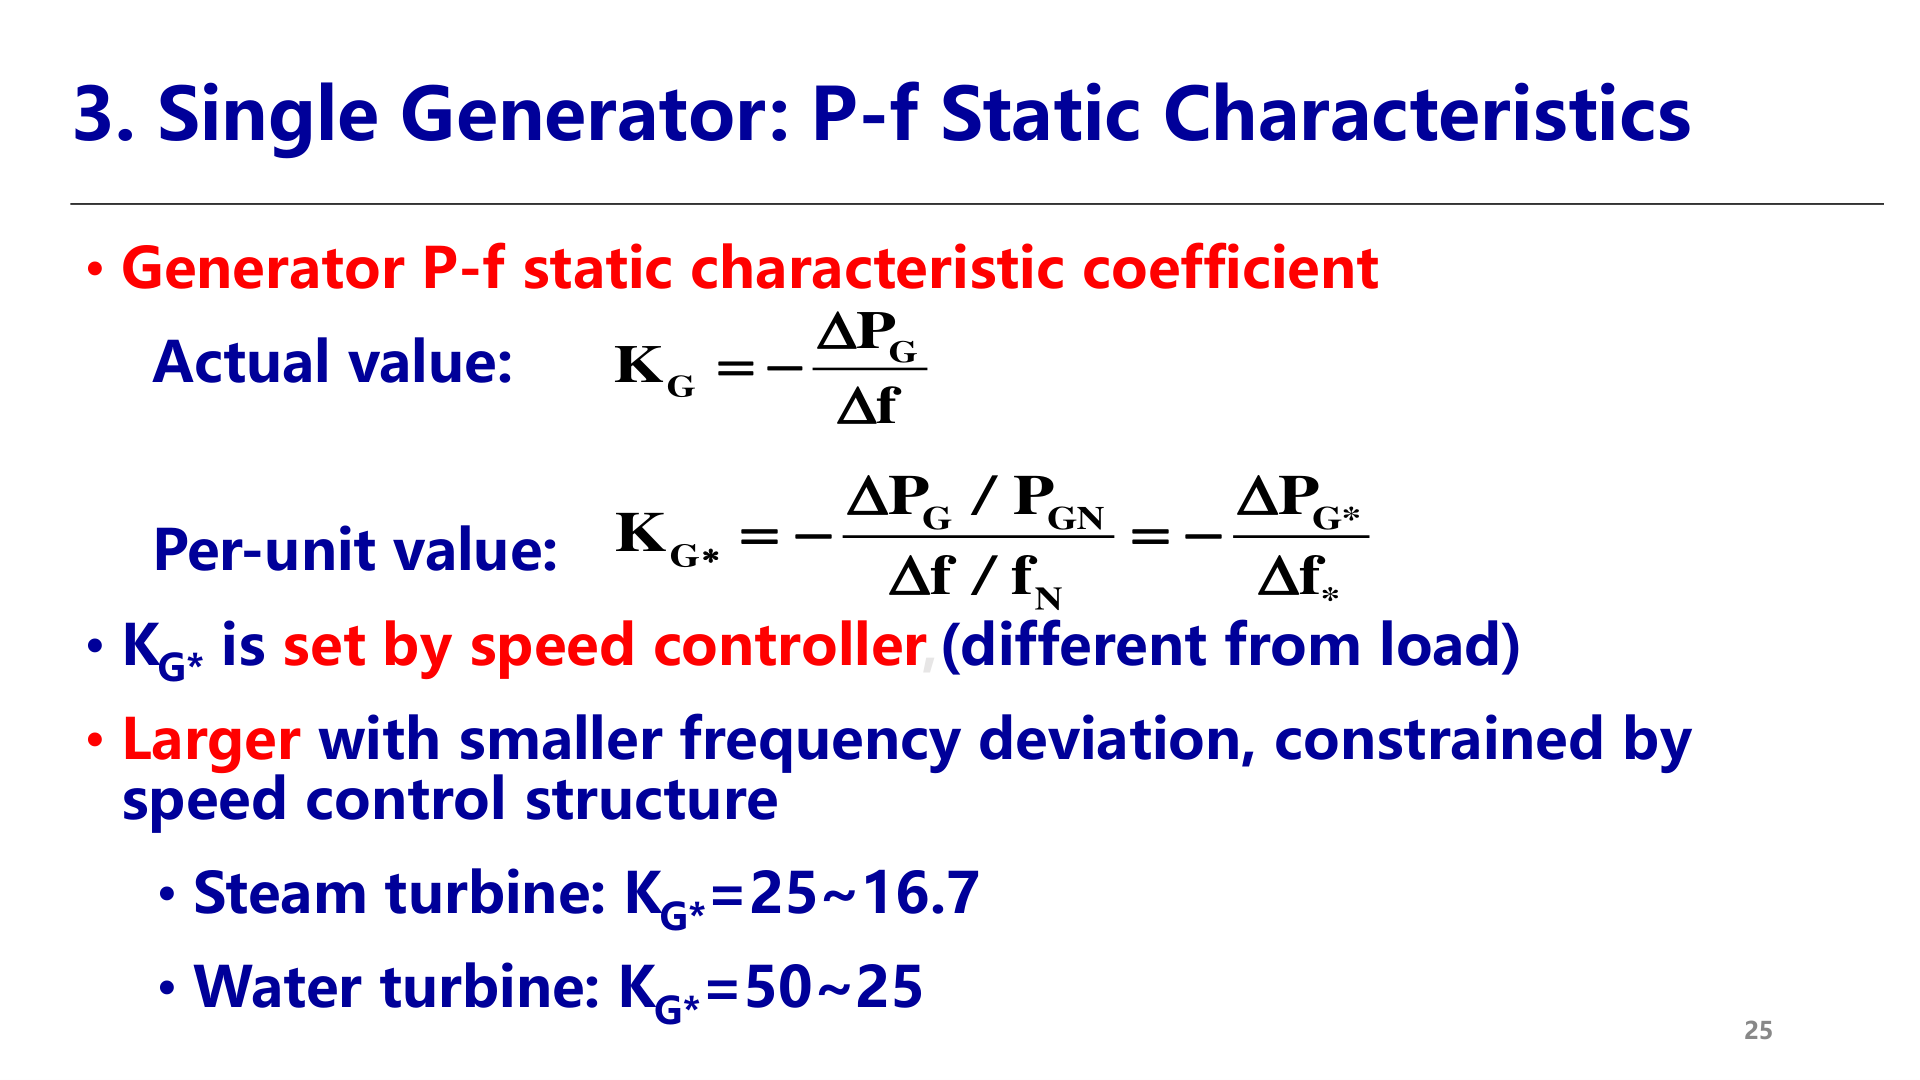 3. Single Generator: P-f Static Characteristics
• Generator P-f static characteristic coefficient
Actual value: K_G = − ΔP_G / Δf
Per-unit value: K_G* = − (ΔP_G / P_GN) / (Δf / f_N) = − ΔP_G* / Δf_*
• K_G* is set by speed controller, (different from load)
• Larger with smaller frequency deviation, constrained by
speed control structure
• Steam turbine: K_G*=25~16.7
• Water turbine: K_G*=50~25
25